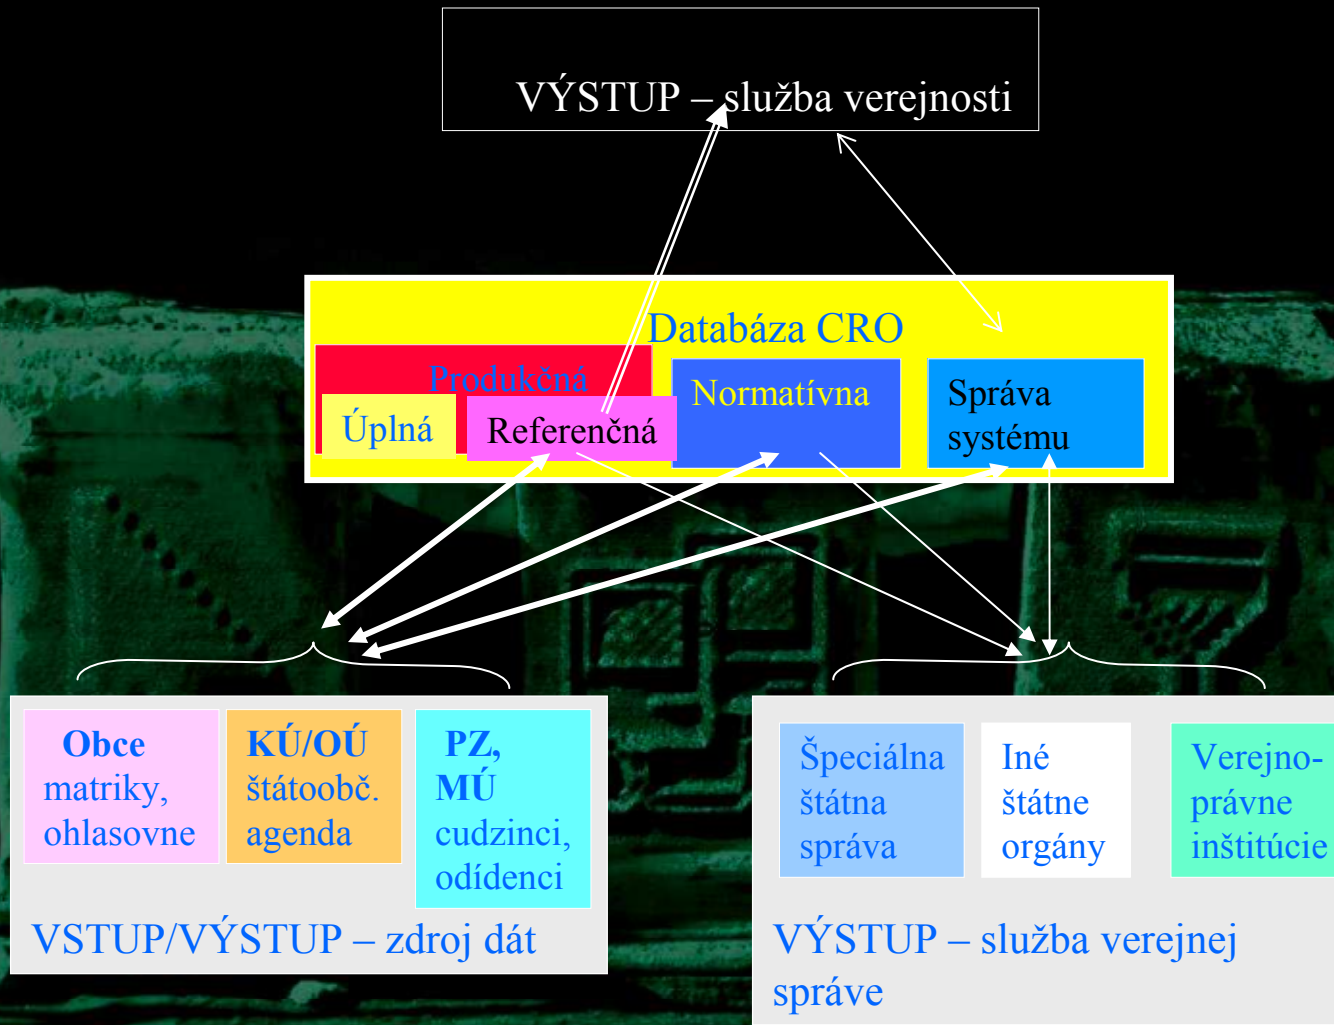 VÝSTUP – služba verejnosti
Databáza CRO
Produkčná
Úplná
Referenčná
Normatívna
Správa
systému
Obce
matriky,
ohlasovne
KÚ/OÚ
štátoobč.
agenda
PZ,
MÚ
cudzinci,
odídenci
VSTUP/VÝSTUP – zdroj dát
Špeciálna
štátna
správa
Iné
štátne
orgány
Verejno-
právne
inštitúcie
VÝSTUP – služba verejnej
správe